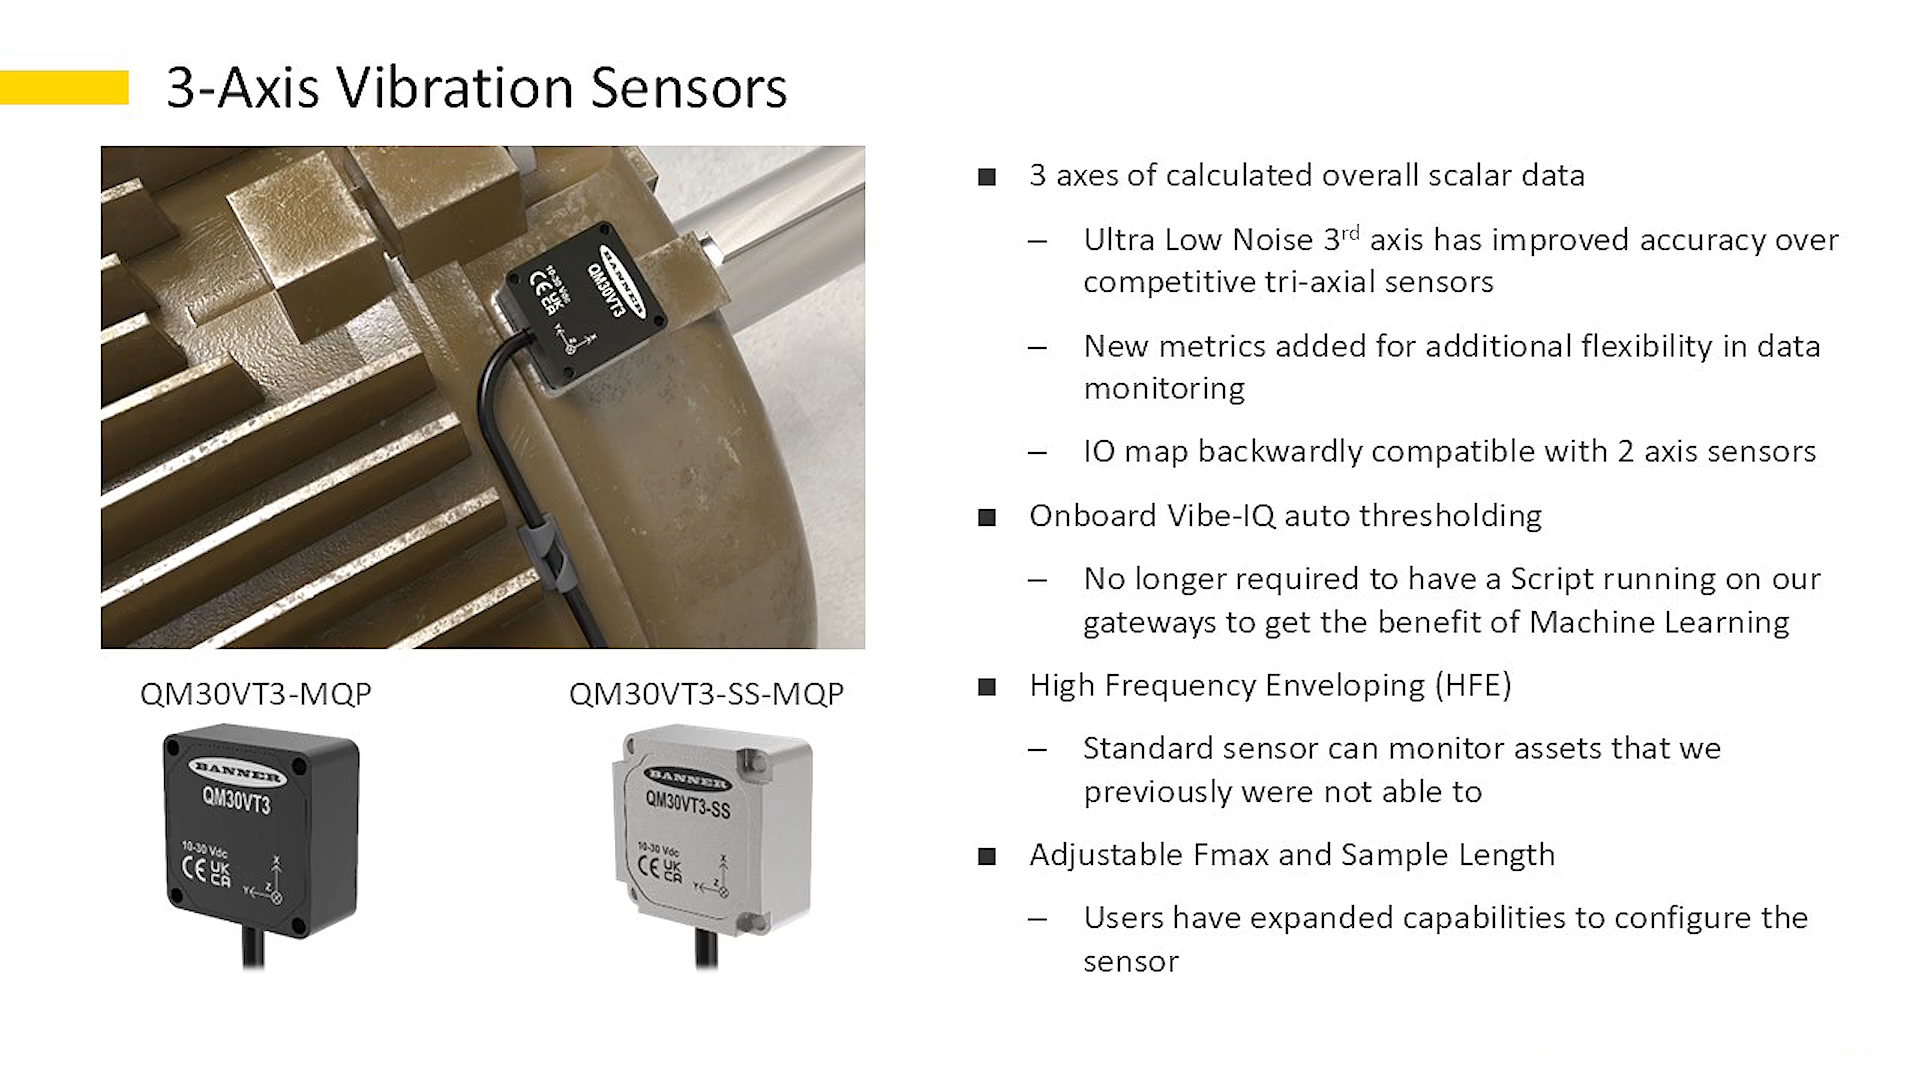 3-Axis Vibration Sensors
BANNER
QM30VT3
10-30 Vdc
CE UK CA
X
Y
Z
QM30VT3-MQP
QM30VT3-SS-MQP
BANNER
QM30VT3
10-30 Vdc
CE UK CA
X
Y
Z
BANNER
QM30VT3-SS
10-30 Vdc
CE UK CA
X
Y
Z
■ 3 axes of calculated overall scalar data
– Ultra Low Noise 3rd axis has improved accuracy over
competitive tri-axial sensors
– New metrics added for additional flexibility in data
monitoring
– IO map backwardly compatible with 2 axis sensors
■ Onboard Vibe-IQ auto thresholding
– No longer required to have a Script running on our
gateways to get the benefit of Machine Learning
■ High Frequency Enveloping (HFE)
– Standard sensor can monitor assets that we
previously were not able to
■ Adjustable Fmax and Sample Length
– Users have expanded capabilities to configure the
sensor